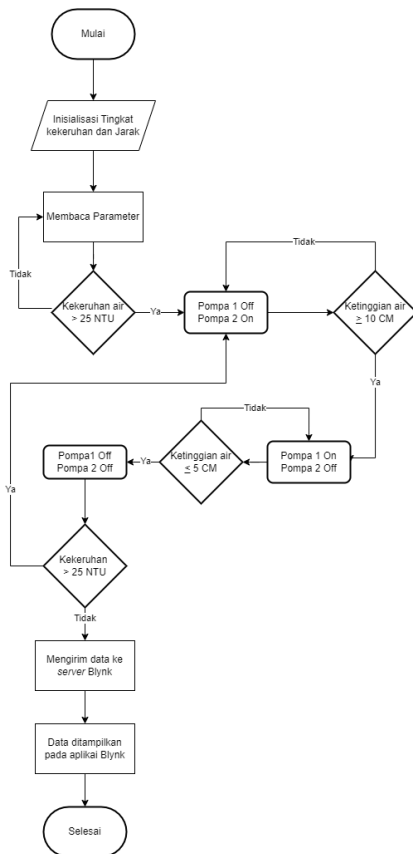 Mulai
Inisialisasi Tingkat
kekeruhan dan Jarak
Membaca Parameter
Tidak
Kekeruhan air
> 25 NTU
Ya
Pompa 1 Off
Pompa 2 On
Tidak
Ketinggian air
≥ 10 CM
Ya
Tidak
Pompa 1 On
Pompa 2 Off
Ketinggian air
≤ 5 CM
Ya
Pompa1 Off
Pompa 2 Off
Ya
Kekeruhan
> 25 NTU
Tidak
Mengirim data ke
server Blynk
Data ditampilkan
pada aplikai Blynk
Selesai